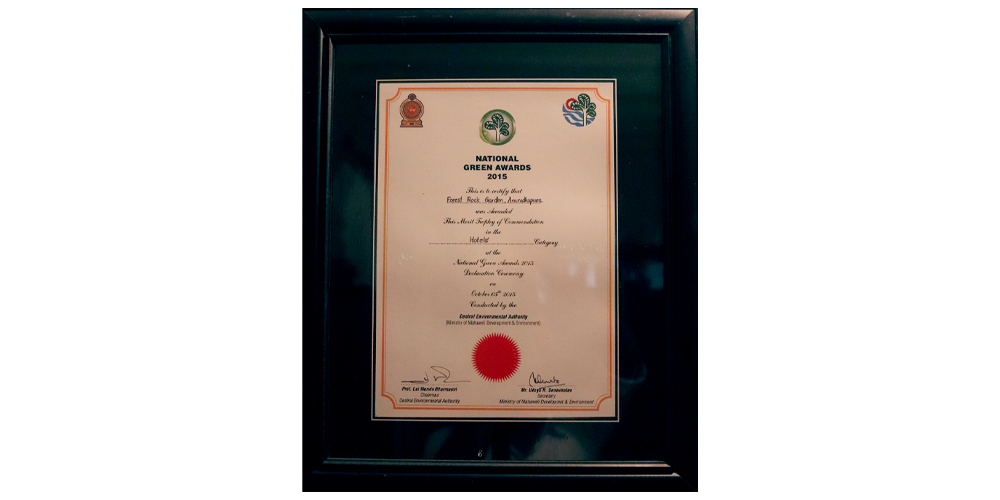 NATIONAL
GREEN AWARDS
2015
This is to certify that
Forest Rock Garden, Anuradhapura
was Awarded
This Merit Trophy of Commendation
in the
Hotels Category
at the
National Green Awards 2015
Declaration Ceremony
on
October 05th 2015
Conducted by the
Central Environmental Authority
(Ministry of Mahaweli Development & Environment)
Prof. Lal Mervin Dharmasiri
Chairman
Central Environmental Authority
Mr. Udaya R. Seneviratne
Secretary
Ministry of Mahaweli Development & Environment